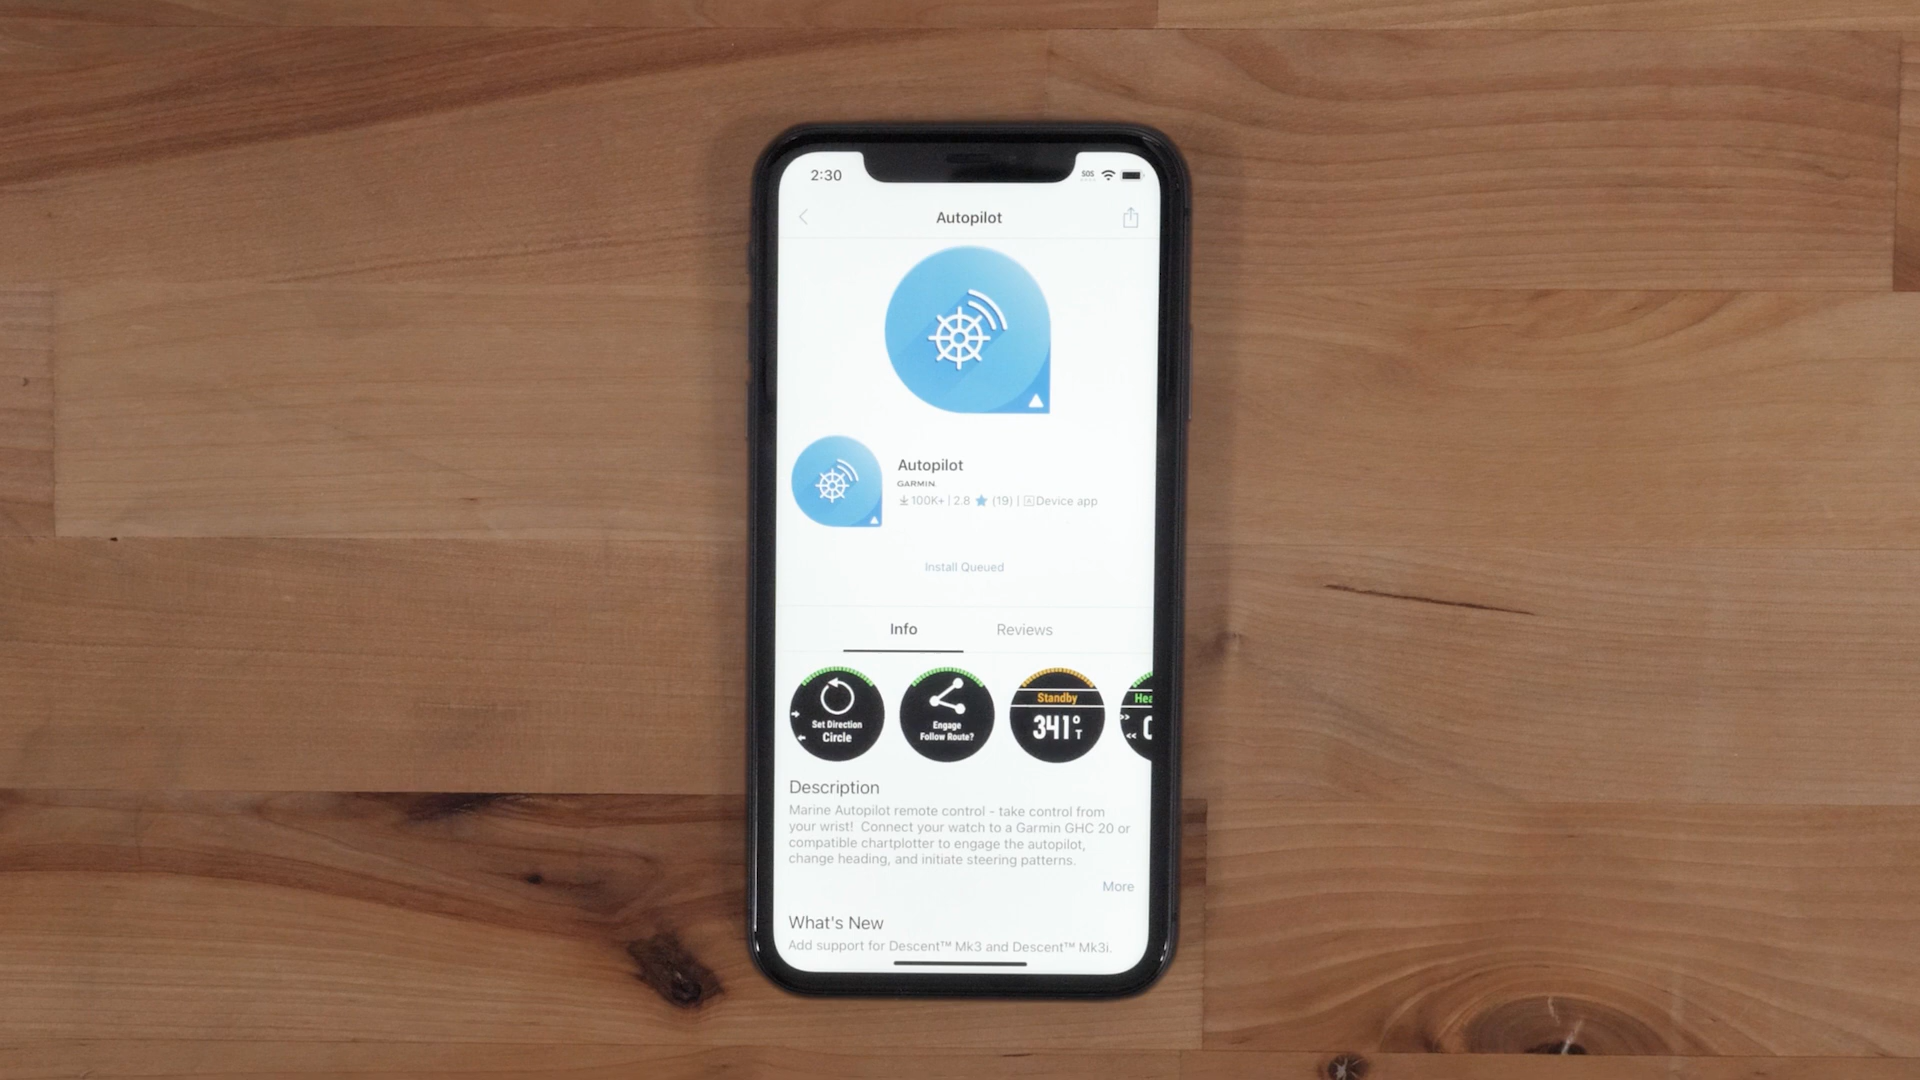 2:30
SOS
Autopilot
Autopilot
GARMIN.
100K+ | 2.8 ★ (19) | Device app
Install Queued
Info
Reviews
Set Direction
Circle
Engage
Follow Route?
Standby
341°
T
Hea
Description
Marine Autopilot remote control - take control from
your wrist! Connect your watch to a Garmin GHC 20 or
compatible chartplotter to engage the autopilot,
change heading, and initiate steering patterns.
More
What's New
Add support for Descent™ Mk3 and Descent™ Mk3i.